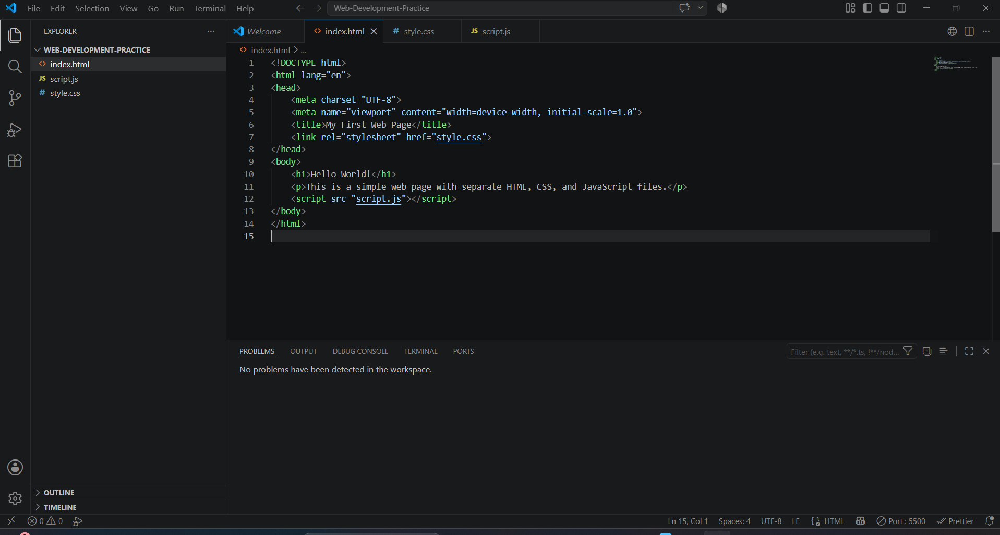 File Edit Selection View Go Run Terminal Help
Web-Development-Practice
EXPLORER
WEB-DEVELOPMENT-PRACTICE
index.html
script.js
style.css
OUTLINE
TIMELINE
Welcome
index.html
style.css
script.js
index.html > ...
1 <!DOCTYPE html>
2 <html lang="en">
3 <head>
4 <meta charset="UTF-8">
5 <meta name="viewport" content="width=device-width, initial-scale=1.0">
6 <title>My First Web Page</title>
7 <link rel="stylesheet" href="style.css">
8 </head>
9 <body>
10 <h1>Hello World!</h1>
11 <p>This is a simple web page with separate HTML, CSS, and JavaScript files.</p>
12 <script src="script.js"></script>
13 </body>
14 </html>
15
PROBLEMS OUTPUT DEBUG CONSOLE TERMINAL PORTS
Filter (e.g. text, **/*.ts, !**/nod...
No problems have been detected in the workspace.
0 0
Ln 15, Col 1 Spaces: 4 UTF-8 LF HTML Port : 5500 Prettier